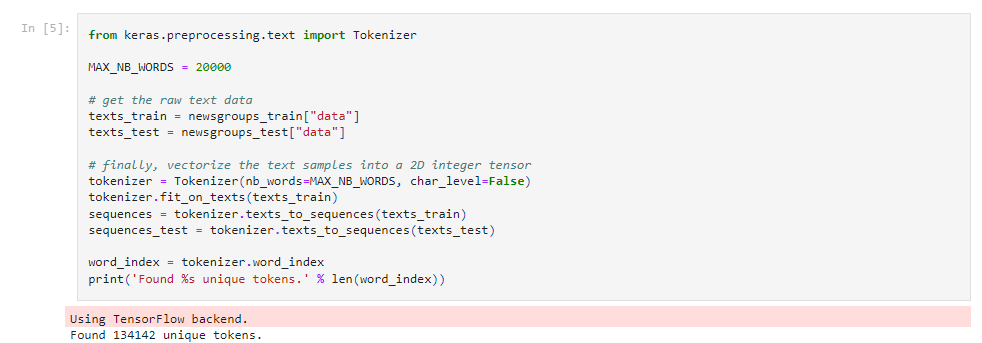 In [5]:
from keras.preprocessing.text import Tokenizer
MAX_NB_WORDS = 20000
# get the raw text data
texts_train = newsgroups_train["data"]
texts_test = newsgroups_test["data"]
# finally, vectorize the text samples into a 2D integer tensor
tokenizer = Tokenizer(nb_words=MAX_NB_WORDS, char_level=False)
tokenizer.fit_on_texts(texts_train)
sequences = tokenizer.texts_to_sequences(texts_train)
sequences_test = tokenizer.texts_to_sequences(texts_test)
word_index = tokenizer.word_index
print('Found %s unique tokens.' % len(word_index))
Using TensorFlow backend.
Found 134142 unique tokens.